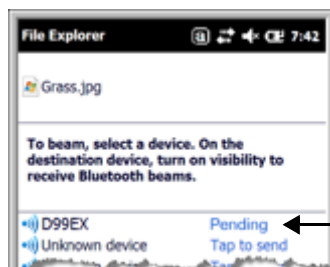 File Explorer 7:42
Grass.jpg
To beam, select a device. On the
destination device, turn on visibility to
receive Bluetooth beams.
D99EX Pending
Unknown device Tap to send